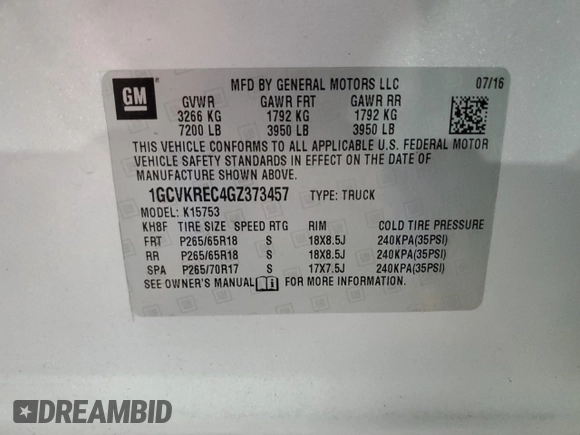 GM
MFD BY GENERAL MOTORS LLC 07/16
GVWR GAWR FRT GAWR RR
3266 KG 1792 KG 1792 KG
7200 LB 3950 LB 3950 LB
THIS VEHICLE CONFORMS TO ALL APPLICABLE U.S. FEDERAL MOTOR
VEHICLE SAFETY STANDARDS IN EFFECT ON THE DATE OF
MANUFACTURE SHOWN ABOVE.
1GCVKREC4GZ373457 TYPE: TRUCK
MODEL: K15753
KH8F TIRE SIZE SPEED RTG RIM COLD TIRE PRESSURE
FRT P265/65R18 S 18X8.5J 240KPA(35PSI)
RR P265/65R18 S 18X8.5J 240KPA(35PSI)
SPA P265/70R17 S 17X7.5J 240KPA(35PSI)
SEE OWNER'S MANUAL FOR MORE INFORMATION.
DREAMBID